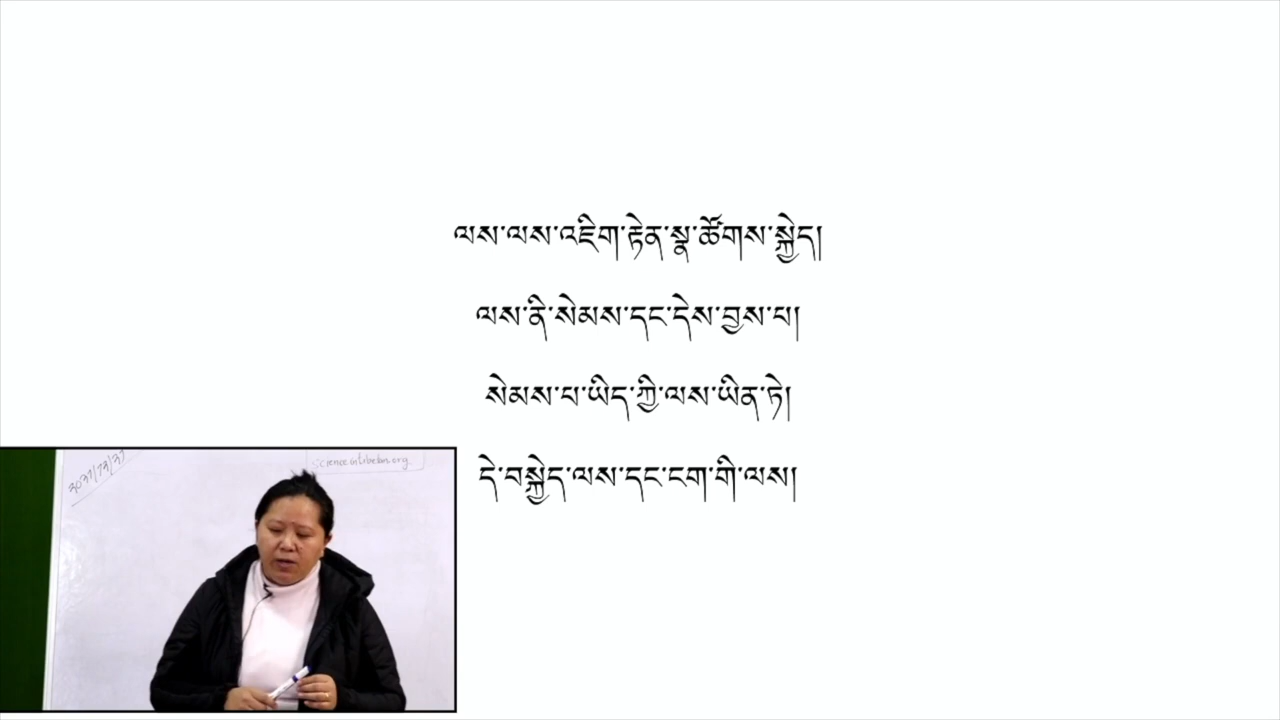 ལས་ལས་འཇིག་རྟེན་སྣ་ཚོགས་སྐྱེད།
ལས་ནི་སེམས་དང་དེས་བྱས་པ།
སེམས་པ་ཡིད་ཀྱི་ལས་ཡིན་ཏེ།
དེ་བསྐྱེད་ལས་དང་ངག་གི་ལས།